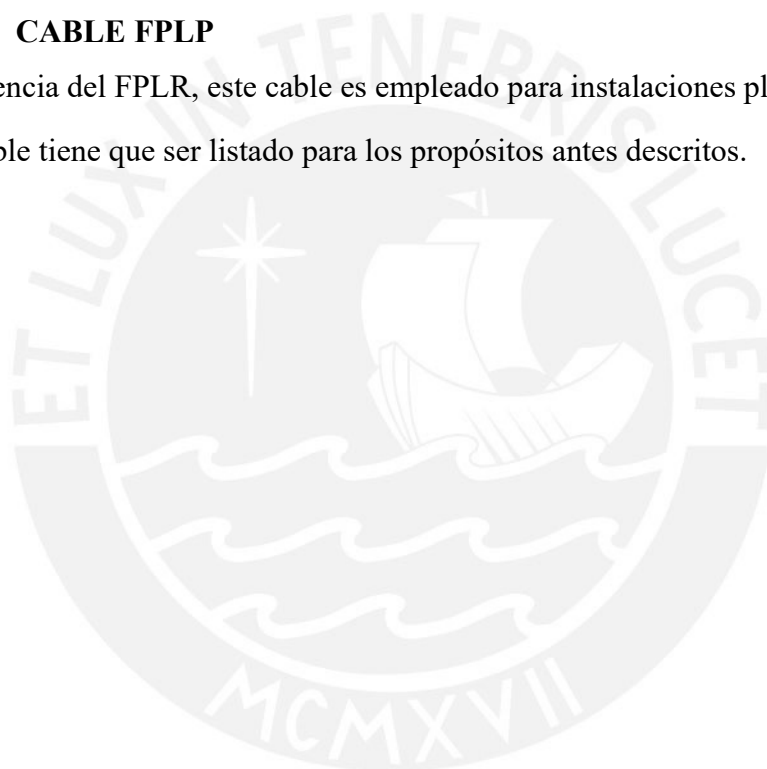 CABLE FPLP
encia del FPLR, este cable es empleado para instalaciones pl
ble tiene que ser listado para los propósitos antes descritos.
ET LUX IN TENEBRIS LUCET
MCMXVII